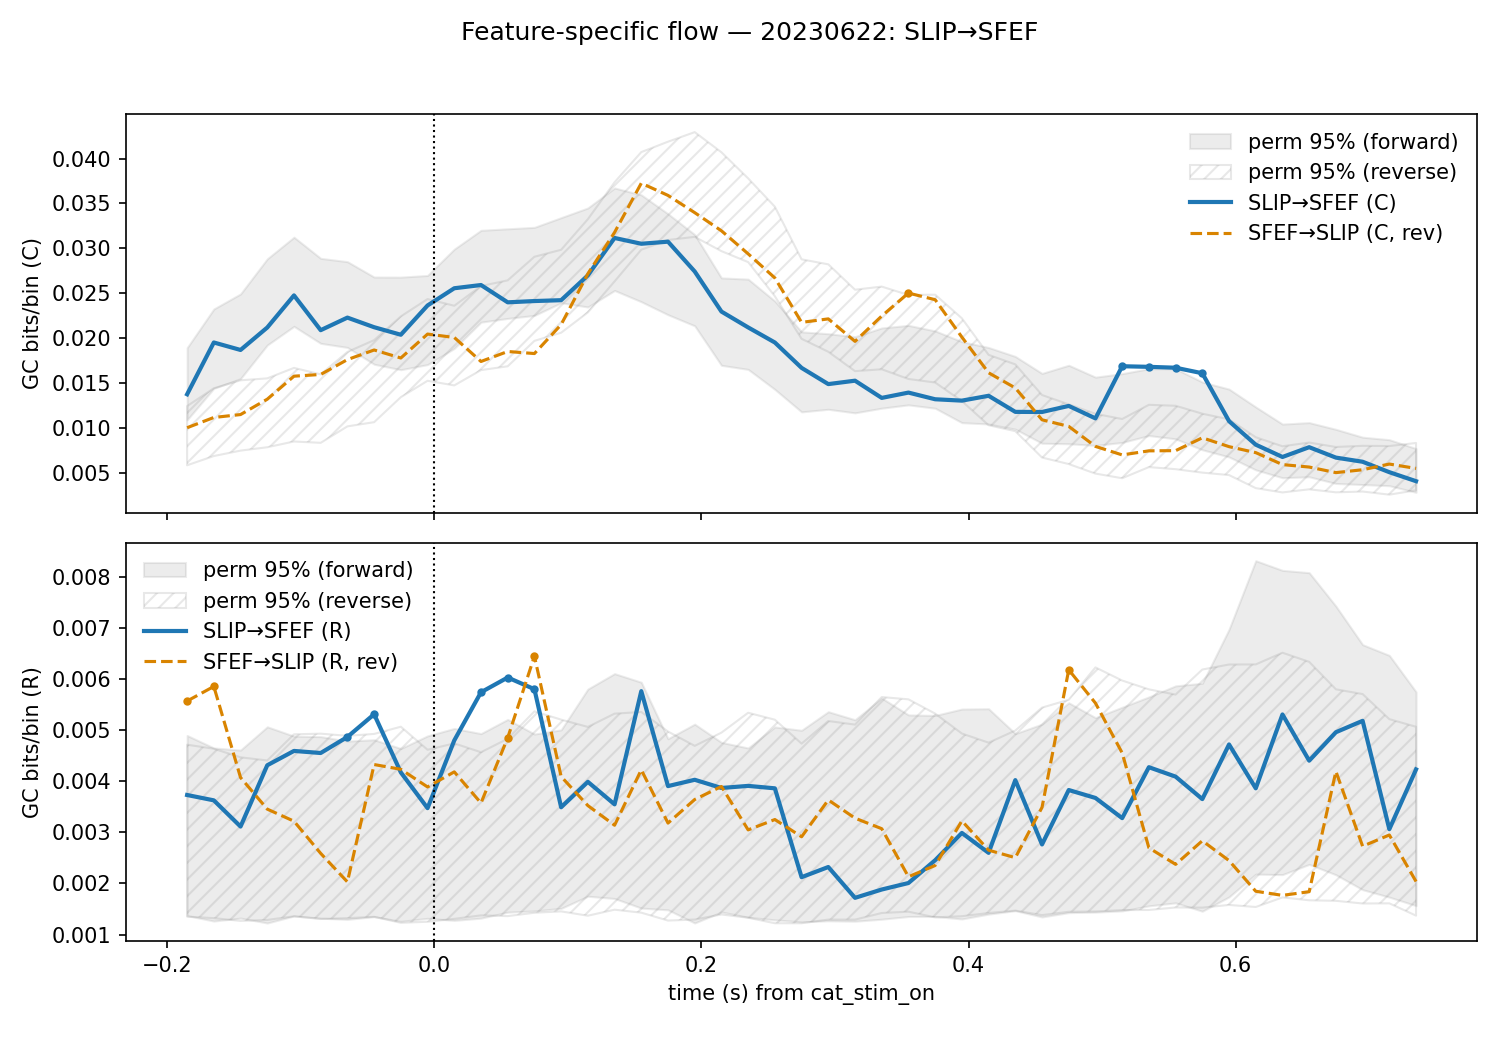 Feature-specific flow — 20230622: SLIP→SFEF
GC bits/bin (C)
0.040
0.035
0.030
0.025
0.020
0.015
0.010
0.005
perm 95% (forward)
perm 95% (reverse)
SLIP→SFEF (C)
SFEF→SLIP (C, rev)
GC bits/bin (R)
0.008
0.007
0.006
0.005
0.004
0.003
0.002
0.001
perm 95% (forward)
perm 95% (reverse)
SLIP→SFEF (R)
SFEF→SLIP (R, rev)
−0.2
0.0
0.2
0.4
0.6
time (s) from cat_stim_on